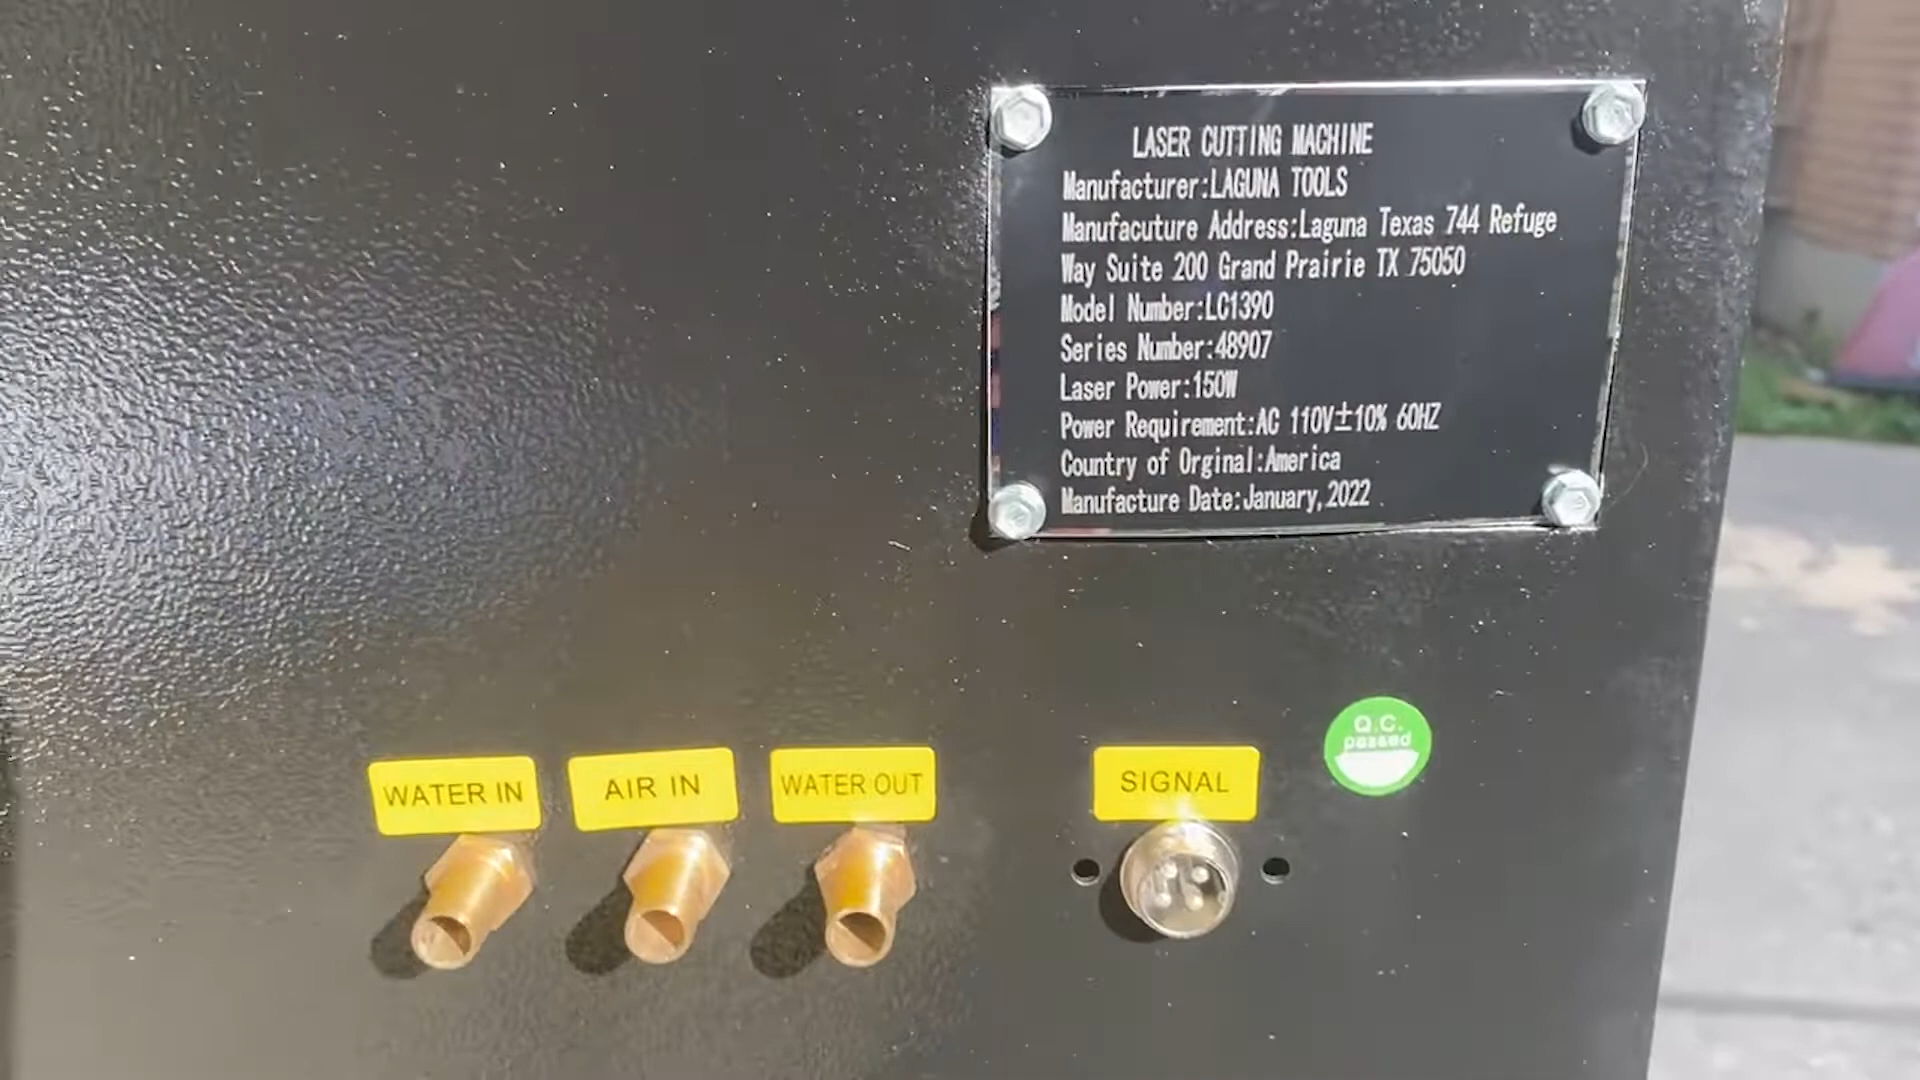 LASER CUTTING MACHINE
Manufacturer:LAGUNA TOOLS
Manufacuture Address:Laguna Texas 744 Refuge
Way Suite 200 Grand Prairie TX 75050
Model Number:LC1390
Series Number:48907
Laser Power:150W
Power Requirement:AC 110V±10% 60HZ
Country of Orginal:America
Manufacture Date:January,2022
Q.C.
passed
WATER IN
AIR IN
WATER OUT
SIGNAL